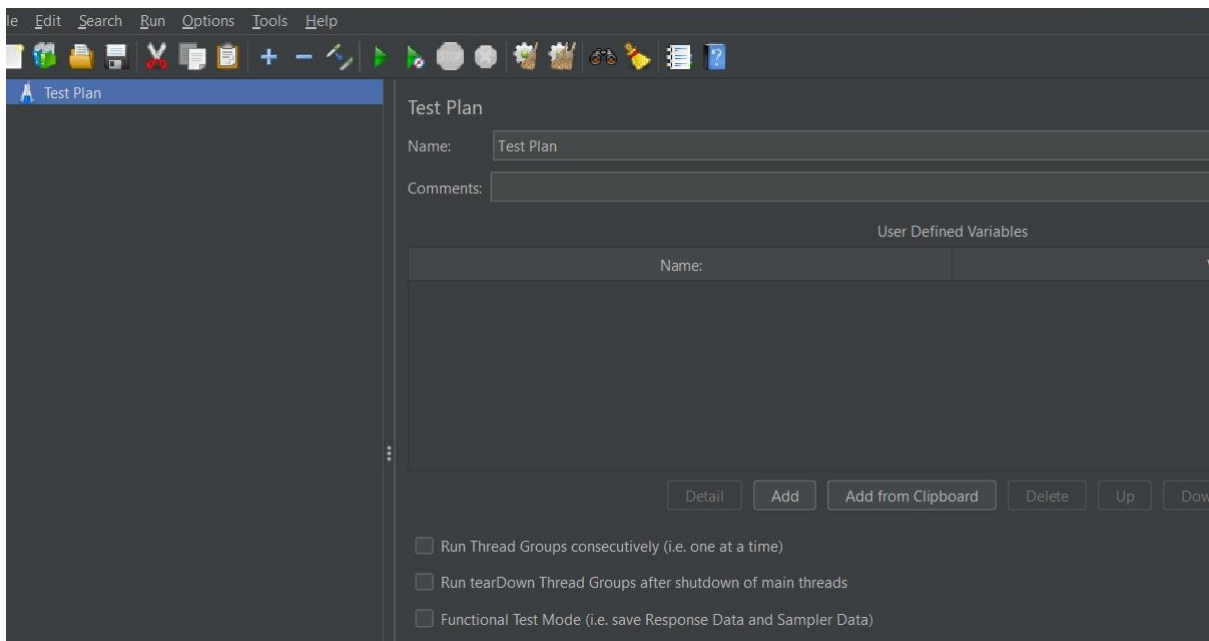 le Edit Search Run Options Tools Help
Test Plan
Test Plan
Name: Test Plan
Comments:
User Defined Variables
Name:
Detail Add Add from Clipboard Delete Up Dow
Run Thread Groups consecutively (i.e. one at a time)
Run tearDown Thread Groups after shutdown of main threads
Functional Test Mode (i.e. save Response Data and Sampler Data)